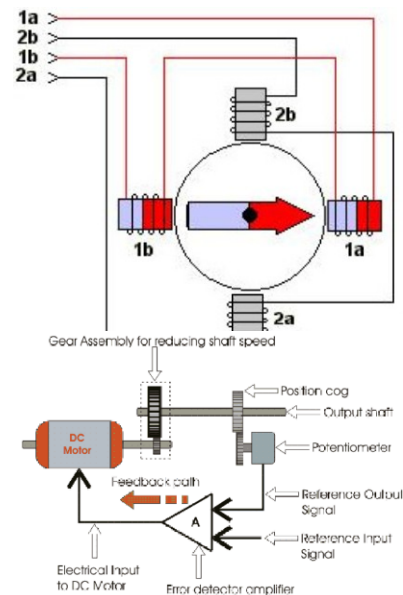 1a
2b
1b
2a
2b
1b
1a
2a
Gear Assembly for reducing shaft speed
Position cog
Output shaft
DC
Motor
Potentiometer
Feedback path
A
Reference Output
Signal
Reference Input
Signal
Electrical Input
to DC Motor
Error detector amplifier